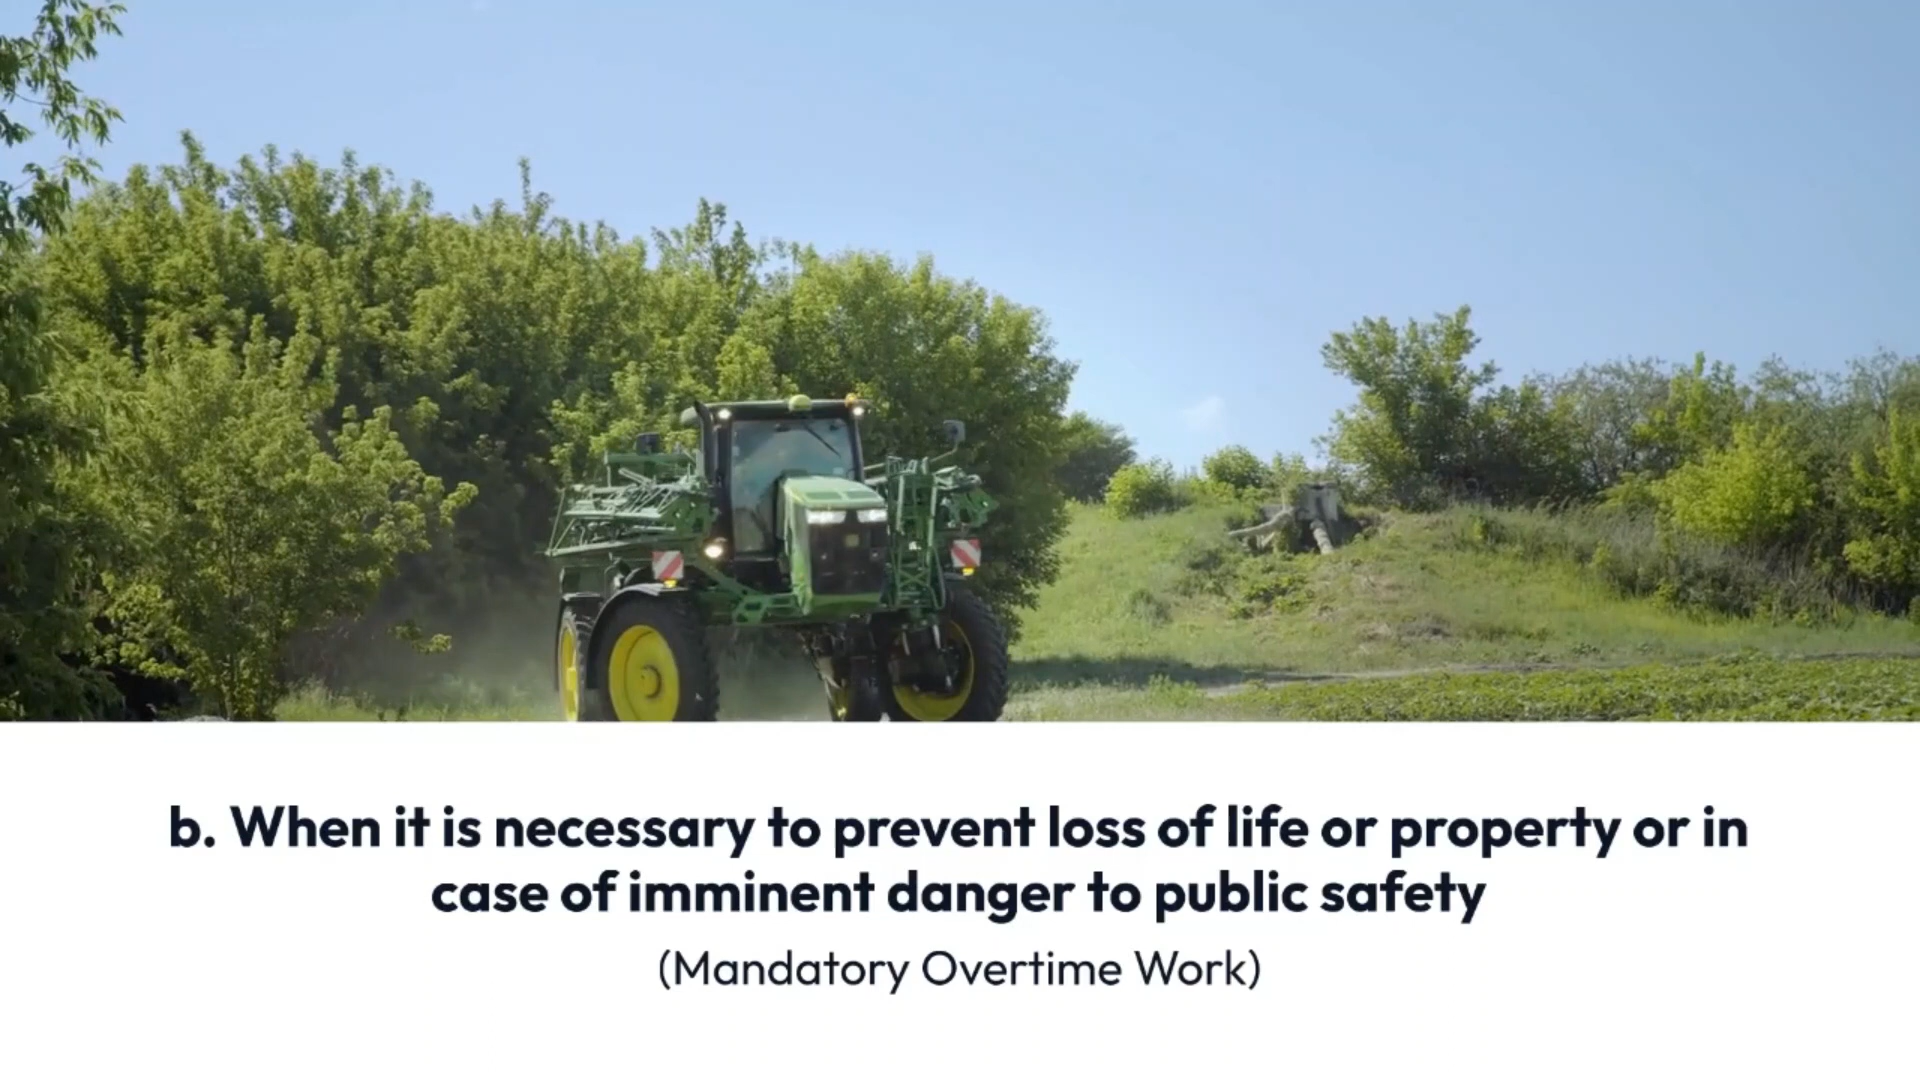 b. When it is necessary to prevent loss of life or property or in
case of imminent danger to public safety
(Mandatory Overtime Work)